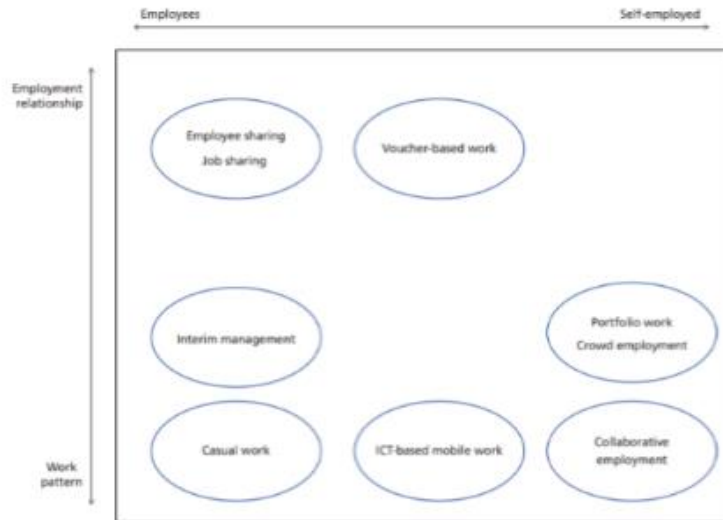 Employees
Self-employed
Employment
relationship
Employee sharing
Job sharing
Voucher-based work
Interim management
Portfolio work
Crowd employment
Casual work
ICT-based mobile work
Collaborative
employment
Work
pattern